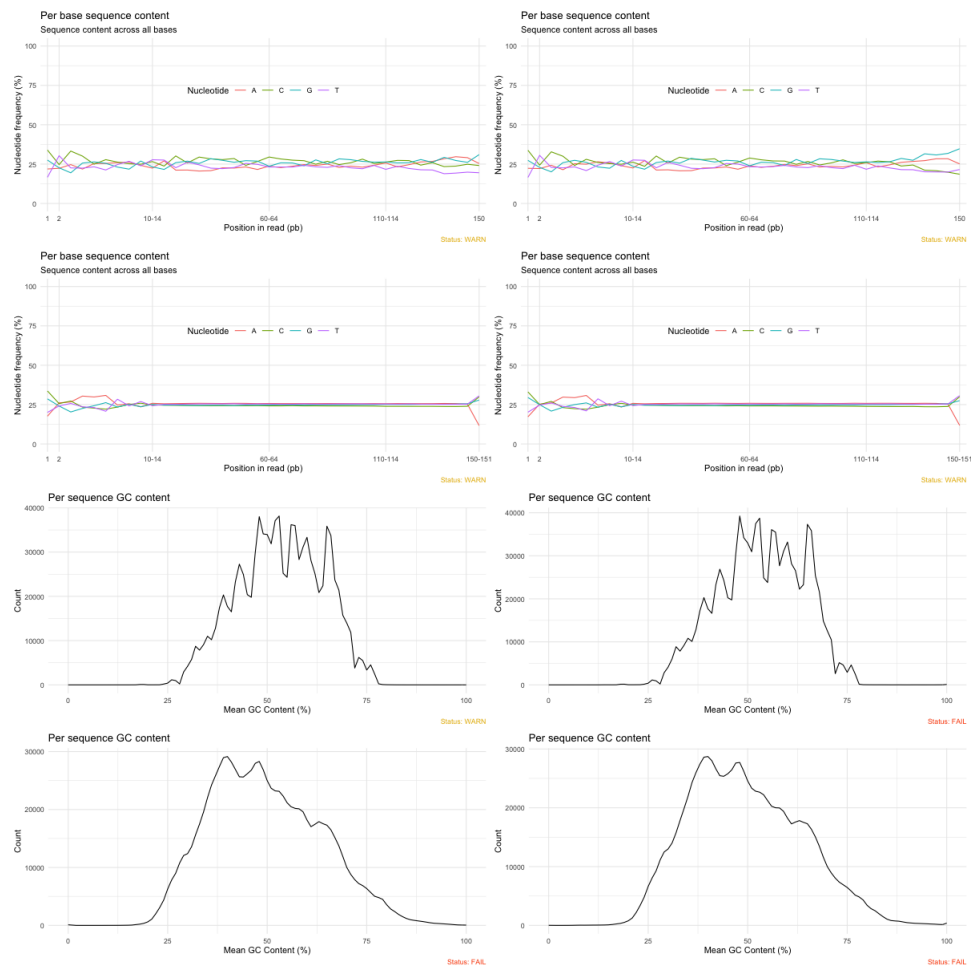 Per base sequence content
Sequence content across all bases
100
75
50
25
0
Nucleotide frequency (%)
Nucleotide A C G T
1 2 10-14 60-64 110-114 150
Position in read (pb)
Status: WARN
Per base sequence content
Sequence content across all bases
100
75
50
25
0
Nucleotide frequency (%)
Nucleotide A C G T
1 2 10-14 60-64 110-114 150
Position in read (pb)
Status: WARN
Per base sequence content
Sequence content across all bases
100
75
50
25
0
Nucleotide frequency (%)
Nucleotide A C G T
1 2 10-14 60-64 110-114 150-151
Position in read (pb)
Status: WARN
Per base sequence content
Sequence content across all bases
100
75
50
25
0
Nucleotide frequency (%)
Nucleotide A C G T
1 2 10-14 60-64 110-114 150-151
Position in read (pb)
Status: WARN
Per sequence GC content
40000
30000
20000
10000
0
Count
0 25 50 75 100
Mean GC Content (%)
Status: WARN
Per sequence GC content
40000
30000
20000
10000
0
Count
0 25 50 75 100
Mean GC Content (%)
Status: FAIL
Per sequence GC content
30000
20000
10000
0
Count
0 25 50 75 100
Mean GC Content (%)
Status: FAIL
Per sequence GC content
30000
20000
10000
0
Count
0 25 50 75 100
Mean GC Content (%)
Status: FAIL